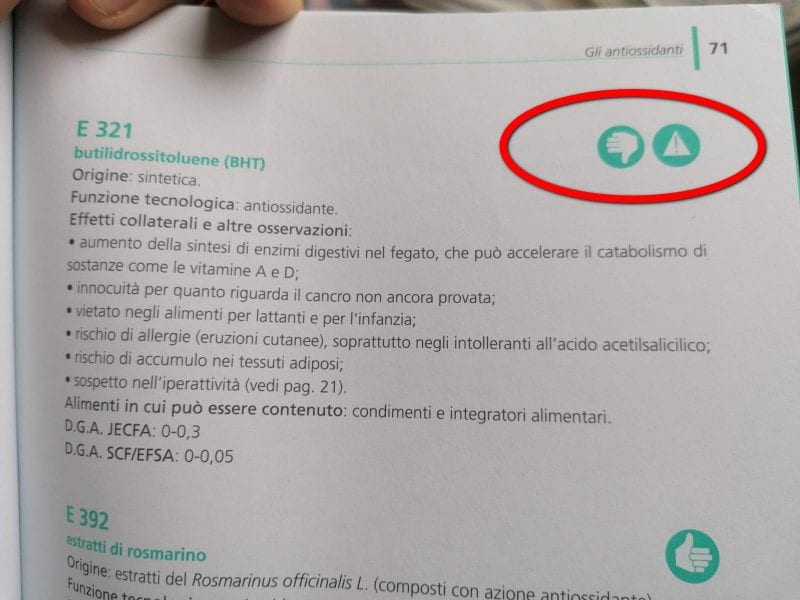 Gli antiossidanti 71
E 321
butilidrossitoluene (BHT)
Origine: sintetica.
Funzione tecnologica: antiossidante.
Effetti collaterali e altre osservazioni:
• aumento della sintesi di enzimi digestivi nel fegato, che può accelerare il catabolismo di
sostanze come le vitamine A e D;
• innocuità per quanto riguarda il cancro non ancora provata;
• vietato negli alimenti per lattanti e per l'infanzia;
• rischio di allergie (eruzioni cutanee), soprattutto negli intolleranti all'acido acetilsalicilico;
• rischio di accumulo nei tessuti adiposi;
• sospetto nell'iperattività (vedi pag. 21).
Alimenti in cui può essere contenuto: condimenti e integratori alimentari.
D.G.A. JECFA: 0-0,3
D.G.A. SCF/EFSA: 0-0,05
E 392
estratti di rosmarino
Origine: estratti del Rosmarinus officinalis L. (composti con azione antiossidante).
Funzione